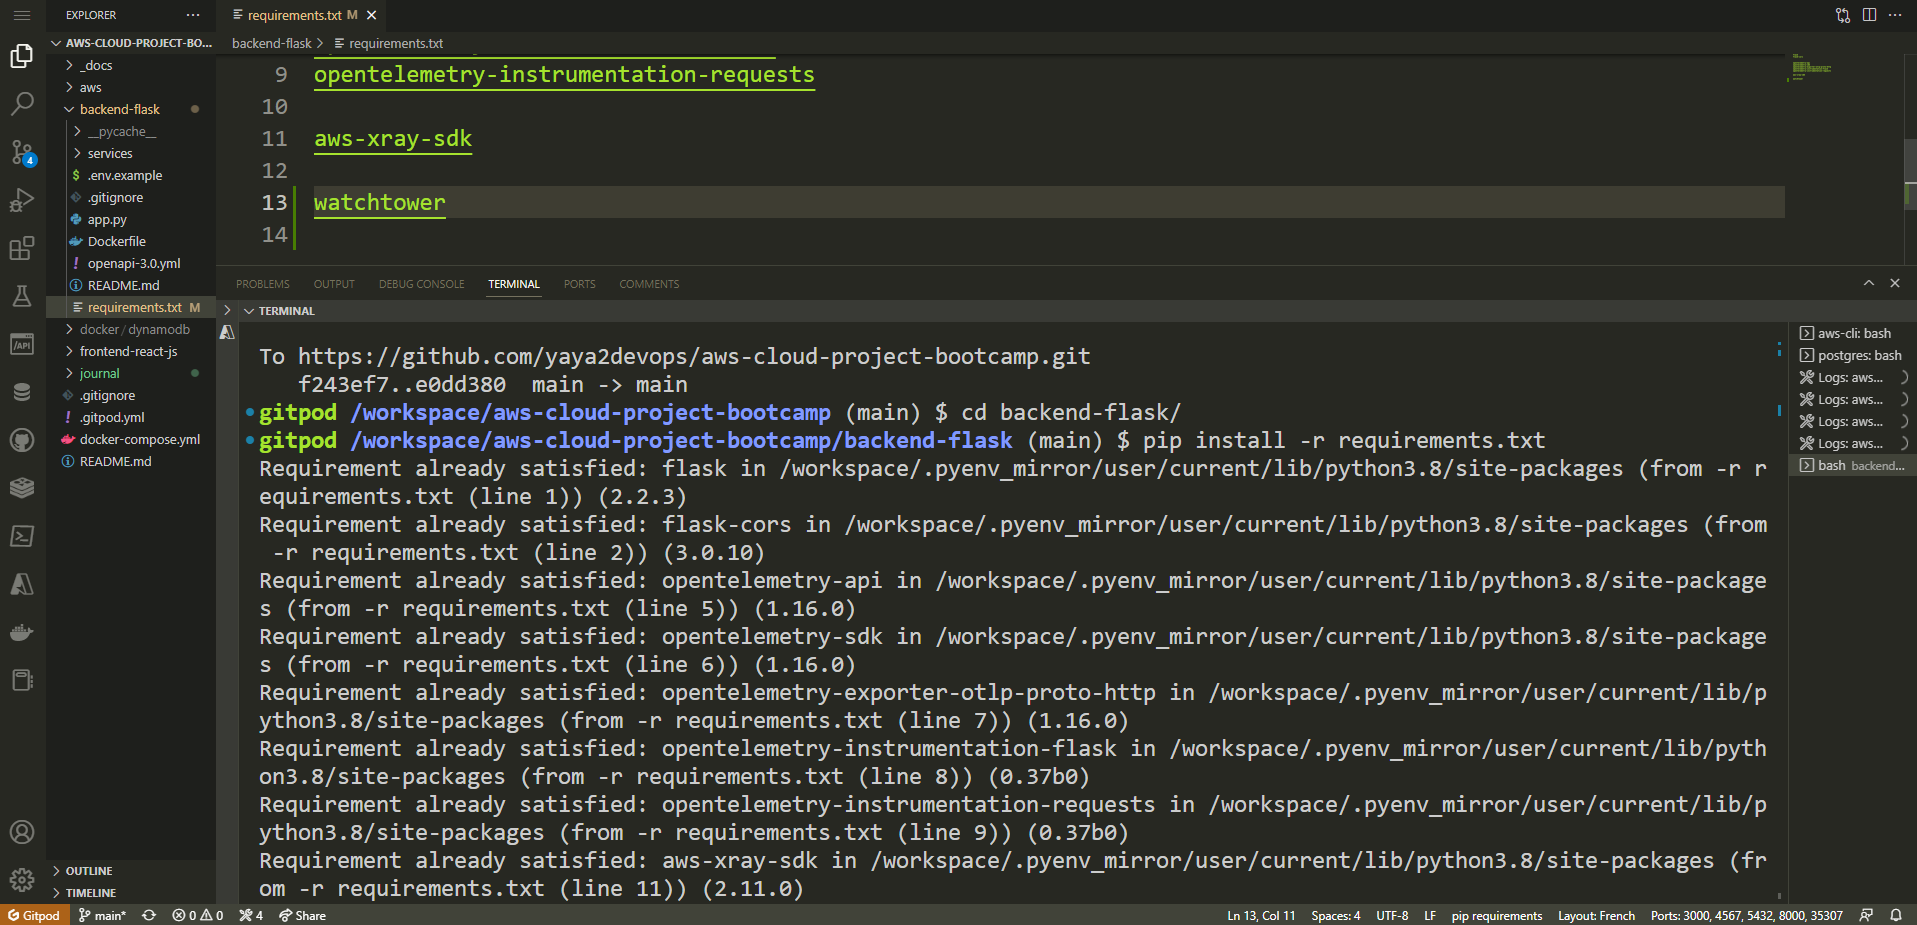 EXPLORER
AWS-CLOUD-PROJECT-BO...
_docs
aws
backend-flask
__pycache__
services
.env.example
.gitignore
app.py
Dockerfile
openapi-3.0.yml
README.md
requirements.txt M
docker / dynamodb
frontend-react-js
journal
.gitignore
.gitpod.yml
docker-compose.yml
README.md
OUTLINE
TIMELINE
4
/API
requirements.txt M
backend-flask > requirements.txt
9 opentelemetry-instrumentation-requests
10
11 aws-xray-sdk
12
13 watchtower
14
PROBLEMS OUTPUT DEBUG CONSOLE TERMINAL PORTS COMMENTS
TERMINAL
To https://github.com/yaya2devops/aws-cloud-project-bootcamp.git
f243ef7..e0dd380 main -> main
gitpod /workspace/aws-cloud-project-bootcamp (main) $ cd backend-flask/
gitpod /workspace/aws-cloud-project-bootcamp/backend-flask (main) $ pip install -r requirements.txt
Requirement already satisfied: flask in /workspace/.pyenv_mirror/user/current/lib/python3.8/site-packages (from -r r
equirements.txt (line 1)) (2.2.3)
Requirement already satisfied: flask-cors in /workspace/.pyenv_mirror/user/current/lib/python3.8/site-packages (from
-r requirements.txt (line 2)) (3.0.10)
Requirement already satisfied: opentelemetry-api in /workspace/.pyenv_mirror/user/current/lib/python3.8/site-package
s (from -r requirements.txt (line 5)) (1.16.0)
Requirement already satisfied: opentelemetry-sdk in /workspace/.pyenv_mirror/user/current/lib/python3.8/site-package
s (from -r requirements.txt (line 6)) (1.16.0)
Requirement already satisfied: opentelemetry-exporter-otlp-proto-http in /workspace/.pyenv_mirror/user/current/lib/p
ython3.8/site-packages (from -r requirements.txt (line 7)) (1.16.0)
Requirement already satisfied: opentelemetry-instrumentation-flask in /workspace/.pyenv_mirror/user/current/lib/pyth
on3.8/site-packages (from -r requirements.txt (line 8)) (0.37b0)
Requirement already satisfied: opentelemetry-instrumentation-requests in /workspace/.pyenv_mirror/user/current/lib/p
ython3.8/site-packages (from -r requirements.txt (line 9)) (0.37b0)
Requirement already satisfied: aws-xray-sdk in /workspace/.pyenv_mirror/user/current/lib/python3.8/site-packages (fr
om -r requirements.txt (line 11)) (2.11.0)
aws-cli: bash
postgres: bash
Logs: aws...
Logs: aws...
Logs: aws...
Logs: aws...
bash backend...
Gitpod main* 0 0 4 Share Ln 13, Col 11 Spaces: 4 UTF-8 LF pip requirements Layout: French Ports: 3000, 4567, 5432, 8000, 35307